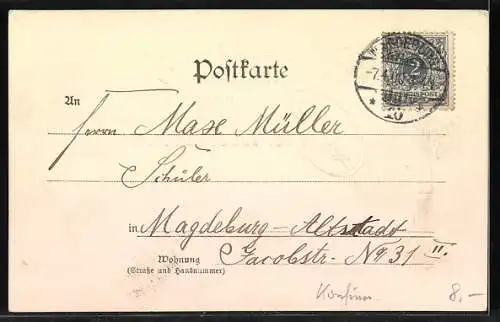 Postkarte
An
Herrn Max Müller
Schüler
in Magdeburg-Altstadt
Wohnung Jacobstr. No 31 II.
(Straße und Hausnummer)
8.-